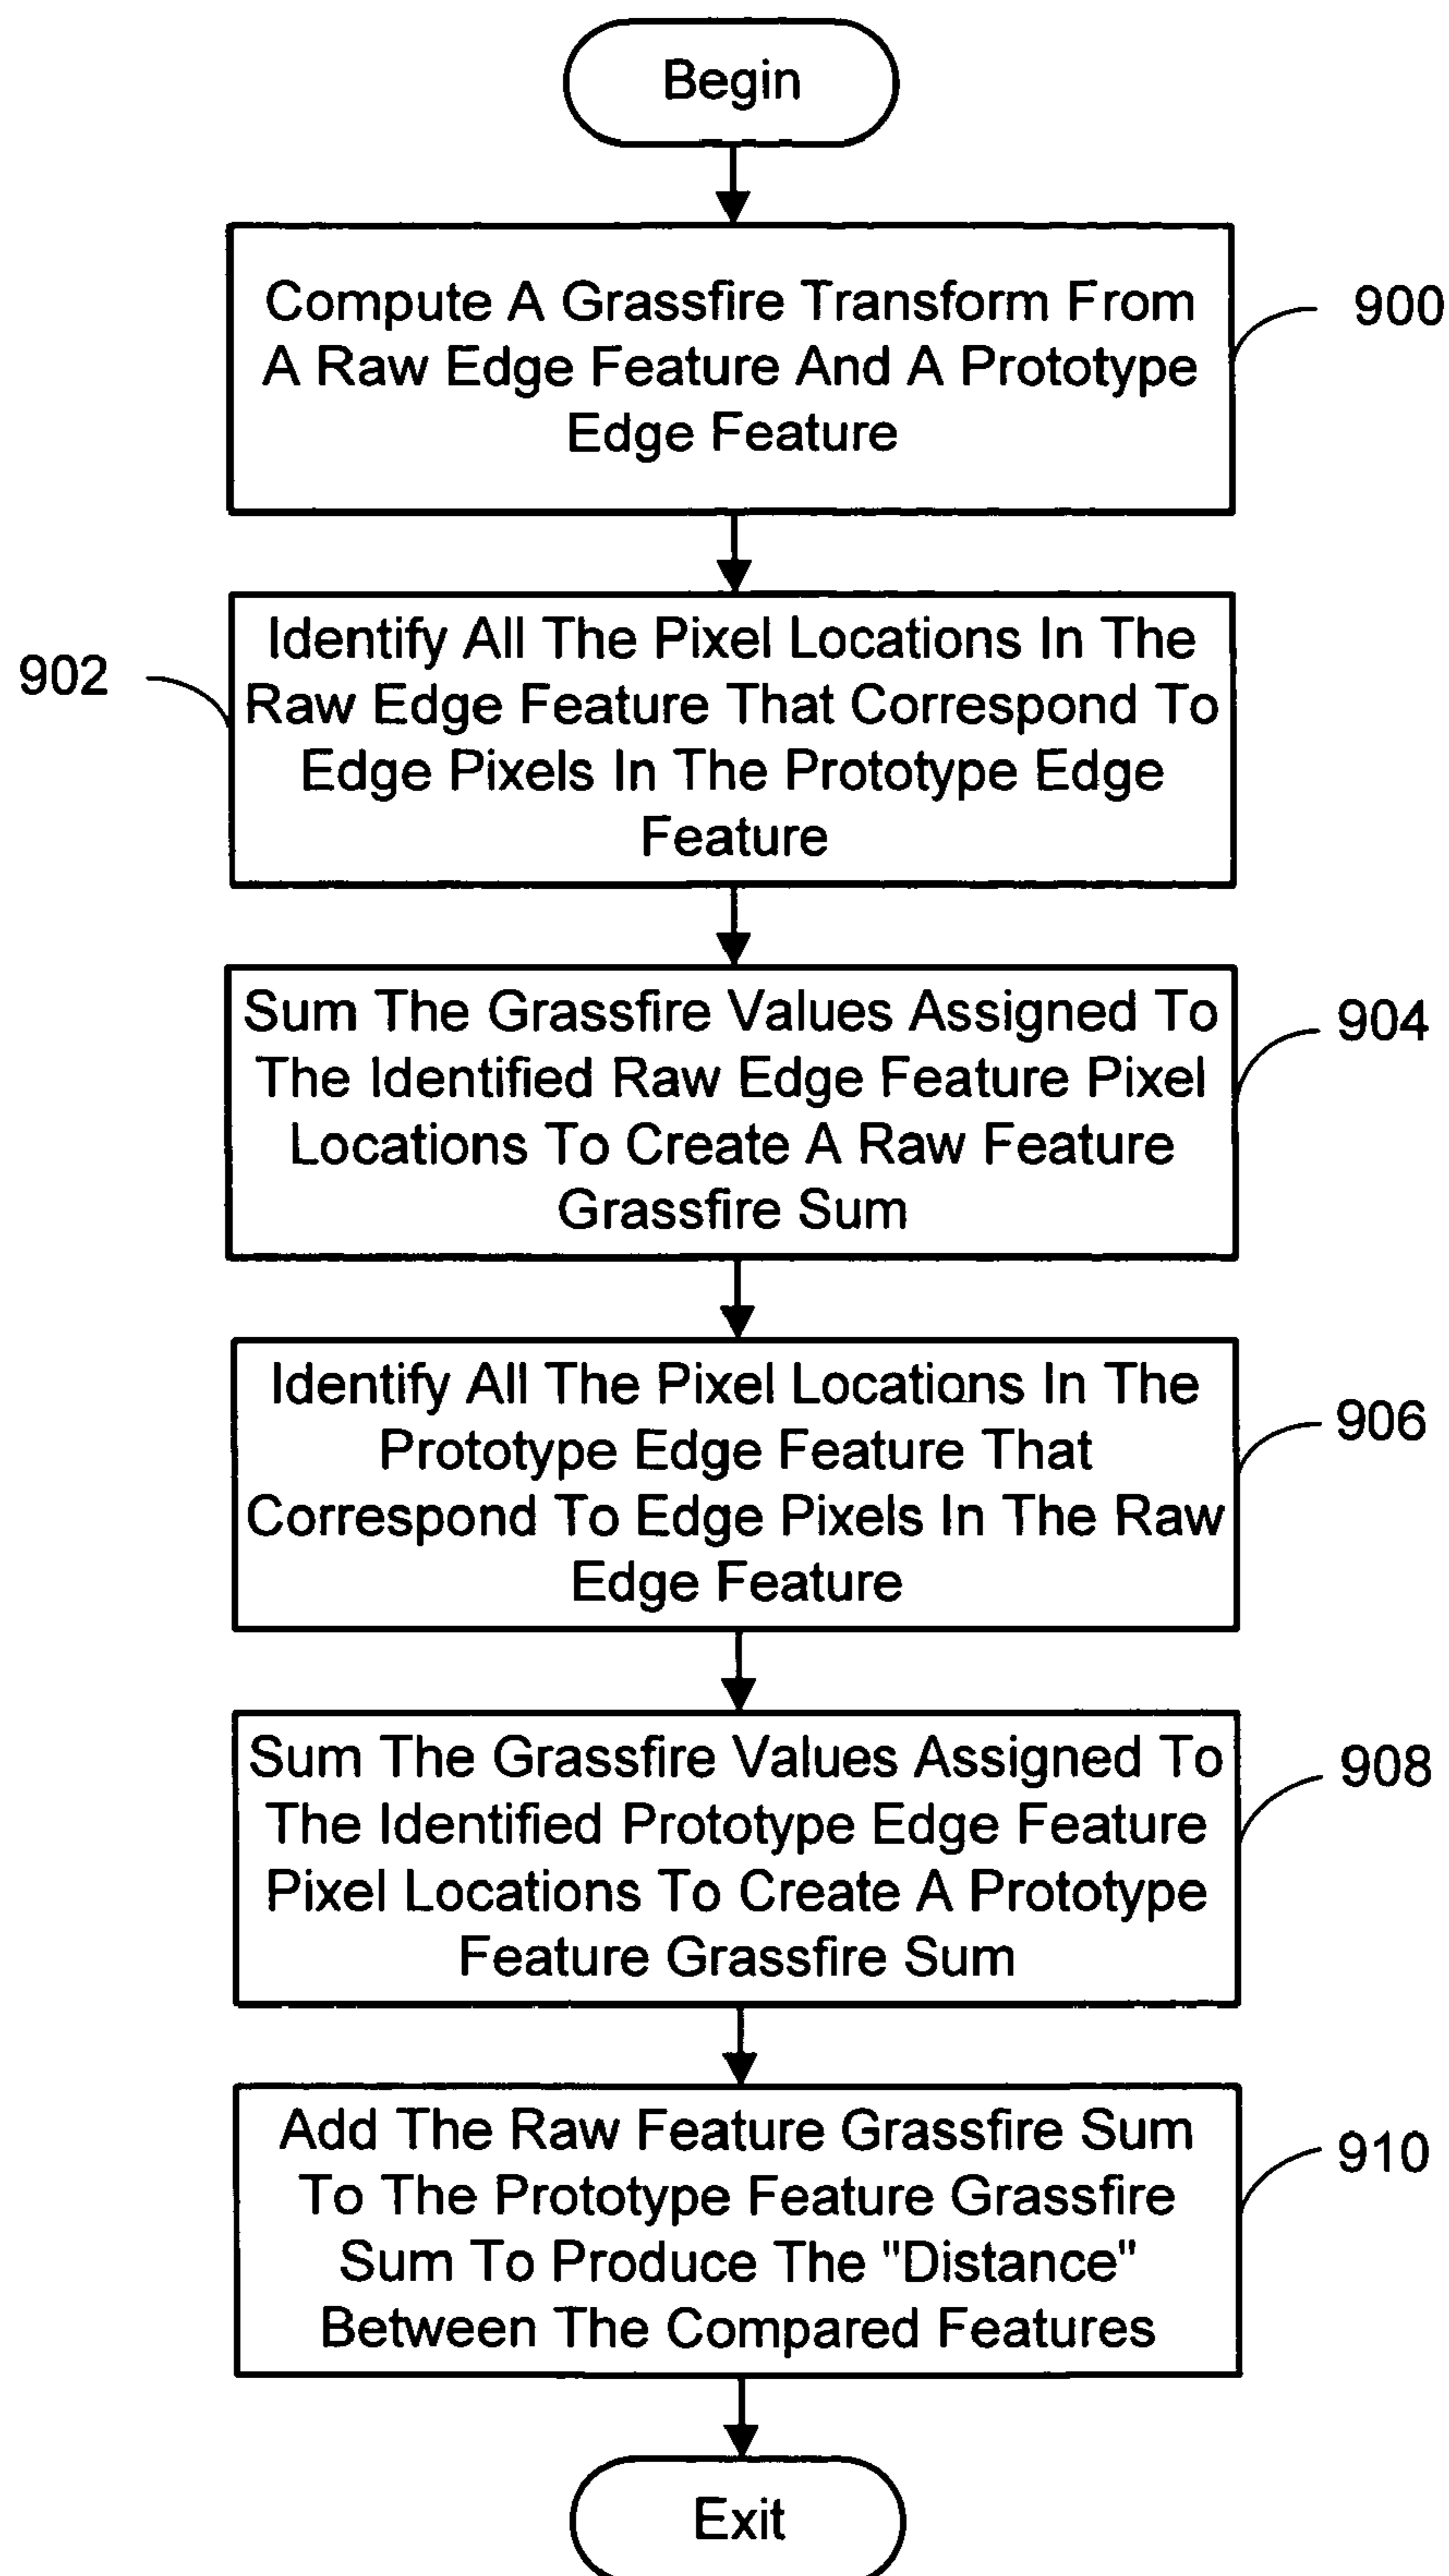 Begin
Compute A Grassfire Transform From
A Raw Edge Feature And A Prototype
Edge Feature
900
Identify All The Pixel Locations In The
Raw Edge Feature That Correspond To
Edge Pixels In The Prototype Edge
Feature
902
Sum The Grassfire Values Assigned To
The Identified Raw Edge Feature Pixel
Locations To Create A Raw Feature
Grassfire Sum
904
Identify All The Pixel Locations In The
Prototype Edge Feature That
Correspond To Edge Pixels In The Raw
Edge Feature
906
Sum The Grassfire Values Assigned To
The Identified Prototype Edge Feature
Pixel Locations To Create A Prototype
Feature Grassfire Sum
908
Add The Raw Feature Grassfire Sum
To The Prototype Feature Grassfire
Sum To Produce The "Distance"
Between The Compared Features
910
Exit